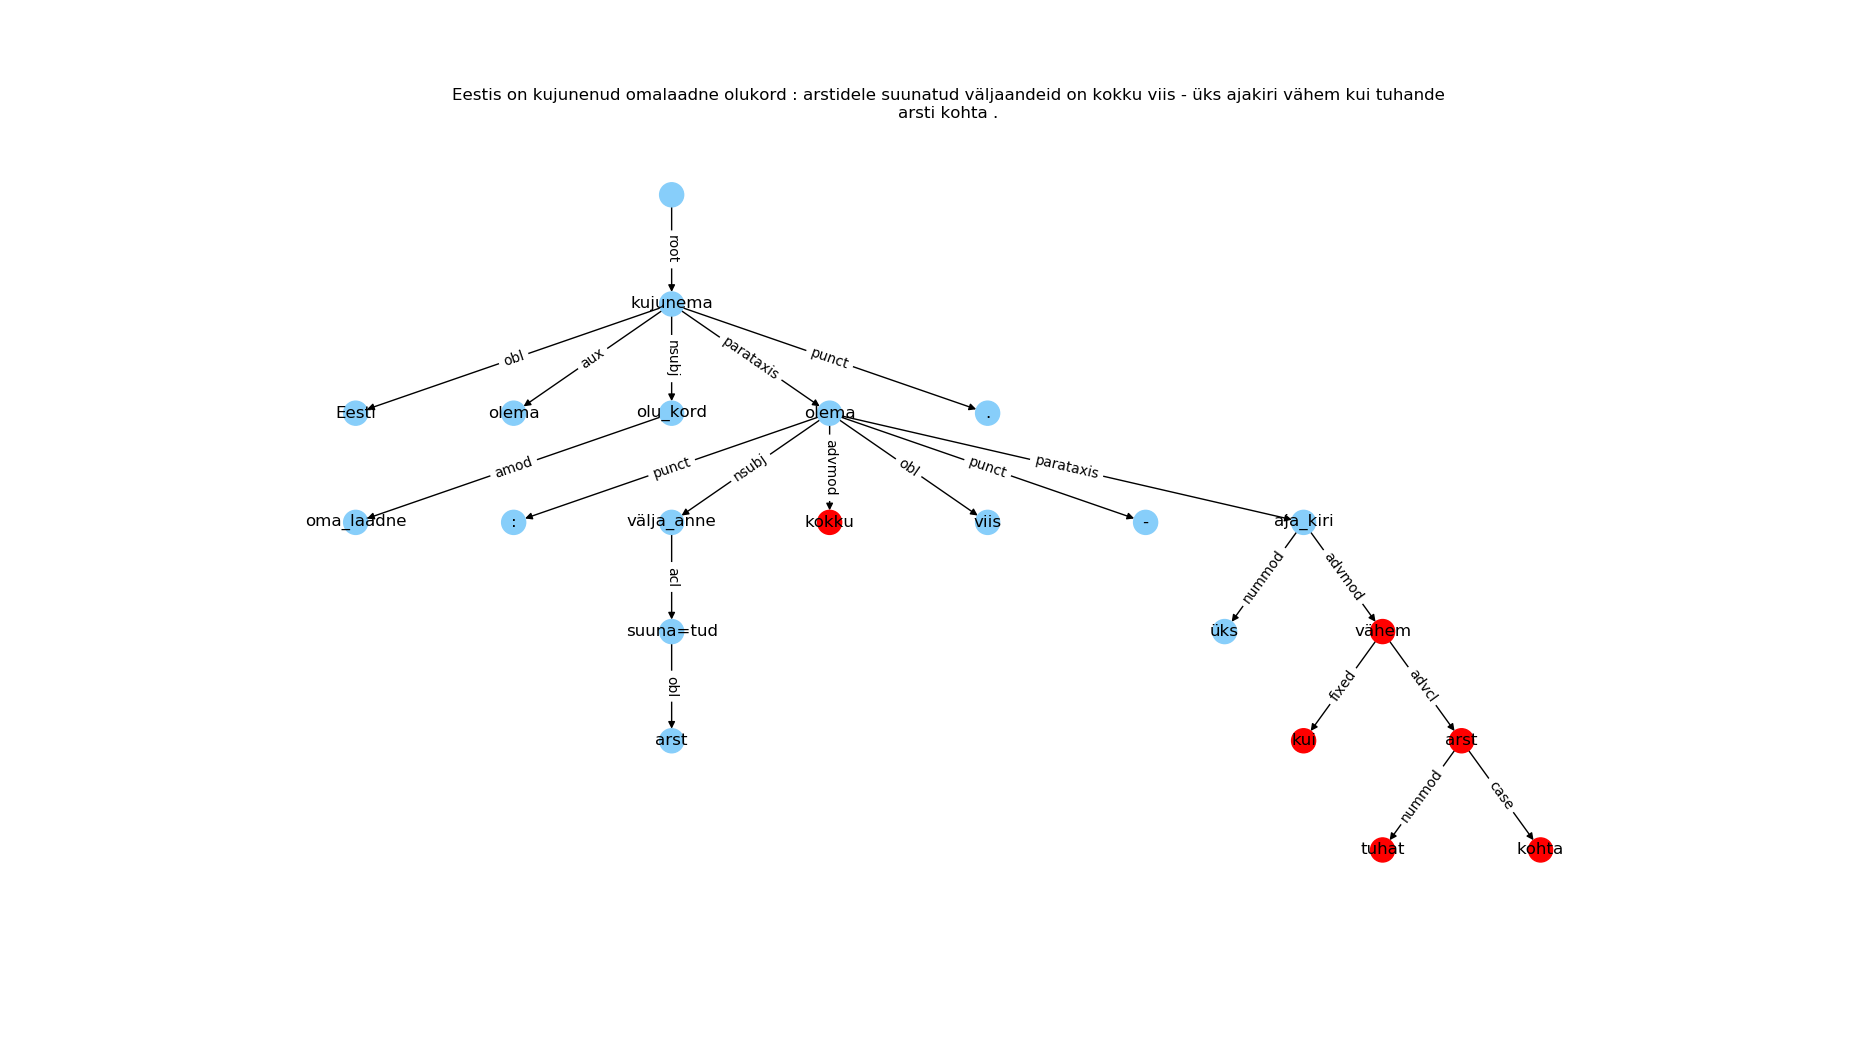 Eestis on kujunenud omalaadne olukord : arstidele suunatud väljaandeid on kokku viis - üks ajakiri vähem kui tuhande
arsti kohta .
root
kujunema
obl
aux
nsubj
parataxis
punct
Eesti
olema
olu_kord
olema
.
amod
punct
nsubj
advmod
obl
punct
parataxis
oma_laadne
:
välja_anne
kokku
viis
-
aja_kiri
acl
nummod
advmod
suuna=tud
üks
vähem
obl
fixed
advcl
arst
kui
arst
nummod
case
tuhat
kohta